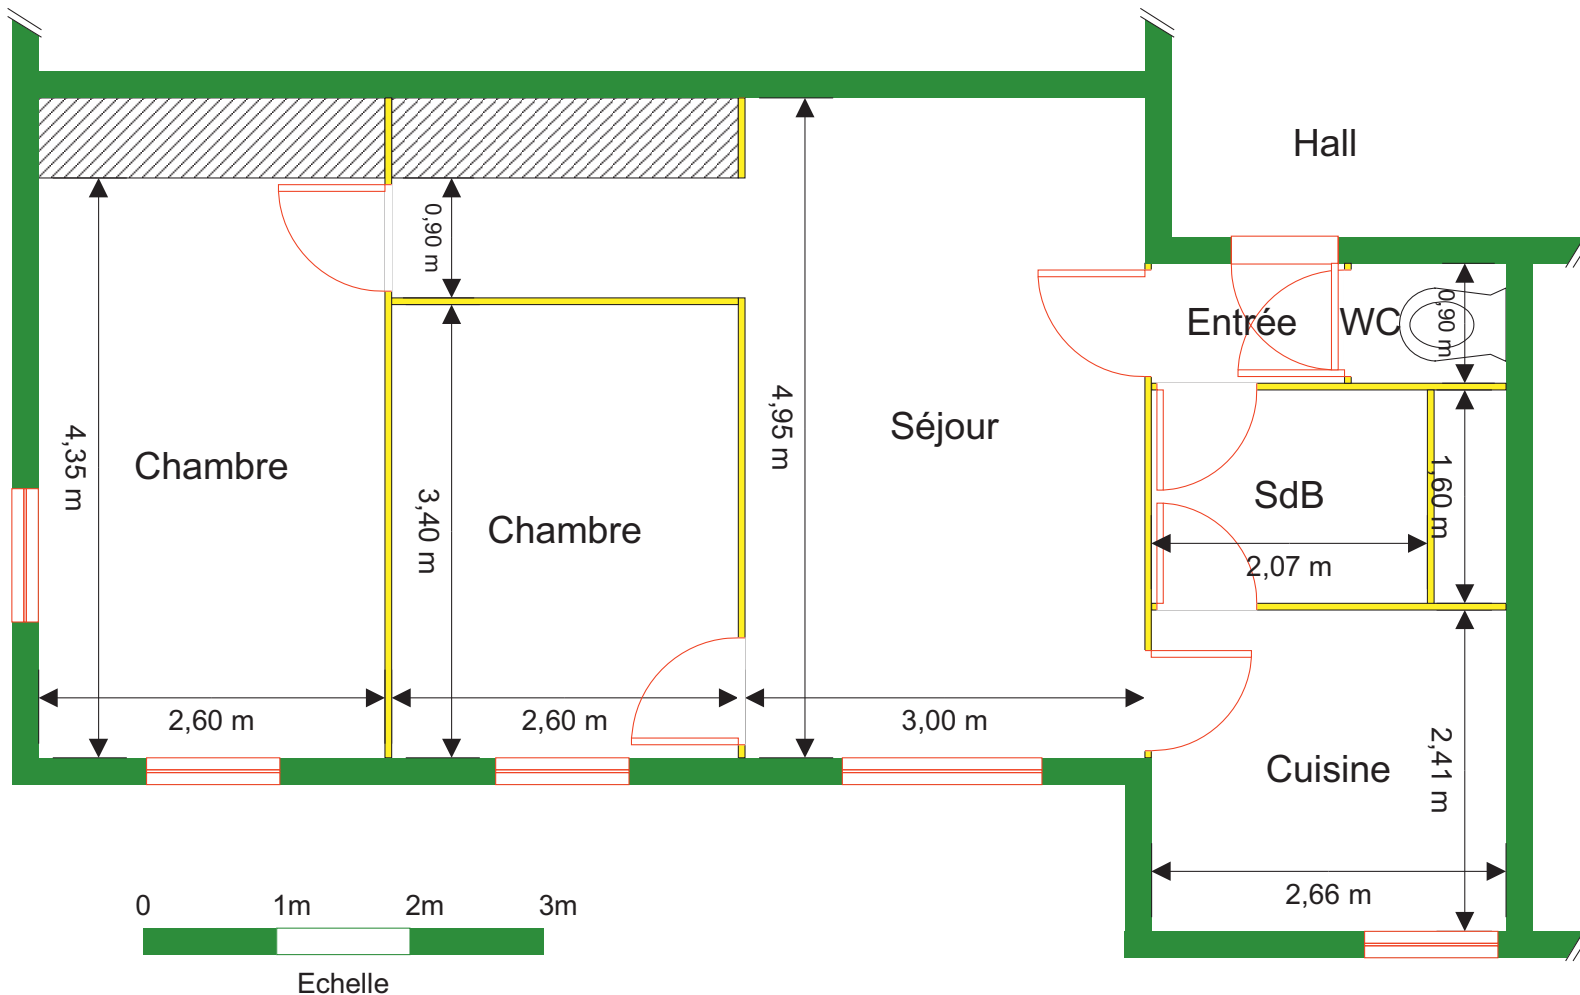 Hall
0,90 m
Entrée
WC
0,90 m
4,35 m
Chambre
3,40 m
Chambre
4,95 m
Séjour
SdB
1,60 m
2,07 m
2,60 m
2,60 m
3,00 m
Cuisine
2,41 m
2,66 m
0 1m 2m 3m
Echelle